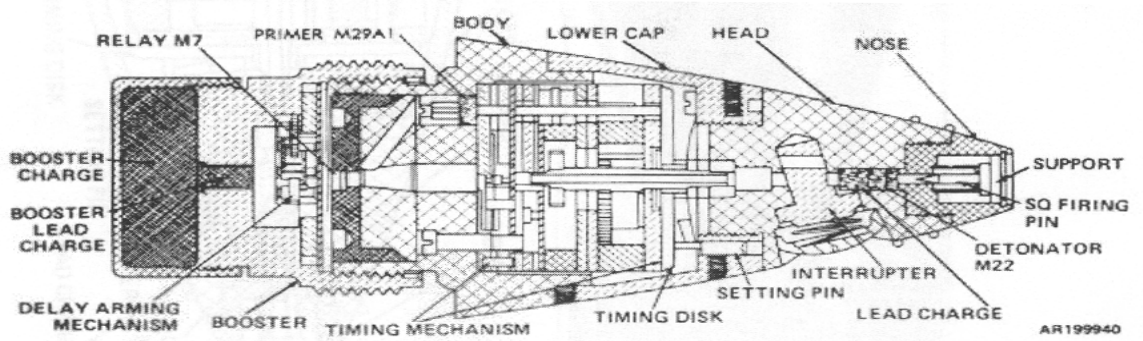 RELAY M7
PRIMER M29A1
BODY
LOWER CAP
HEAD
NOSE
BOOSTER
CHARGE
BOOSTER
LEAD
CHARGE
DELAY ARMING
MECHANISM
BOOSTER
TIMING MECHANISM
TIMING DISK
SETTING PIN
INTERRUPTER
LEAD CHARGE
DETONATOR
M22
SQ FIRING
PIN
SUPPORT
AR199940